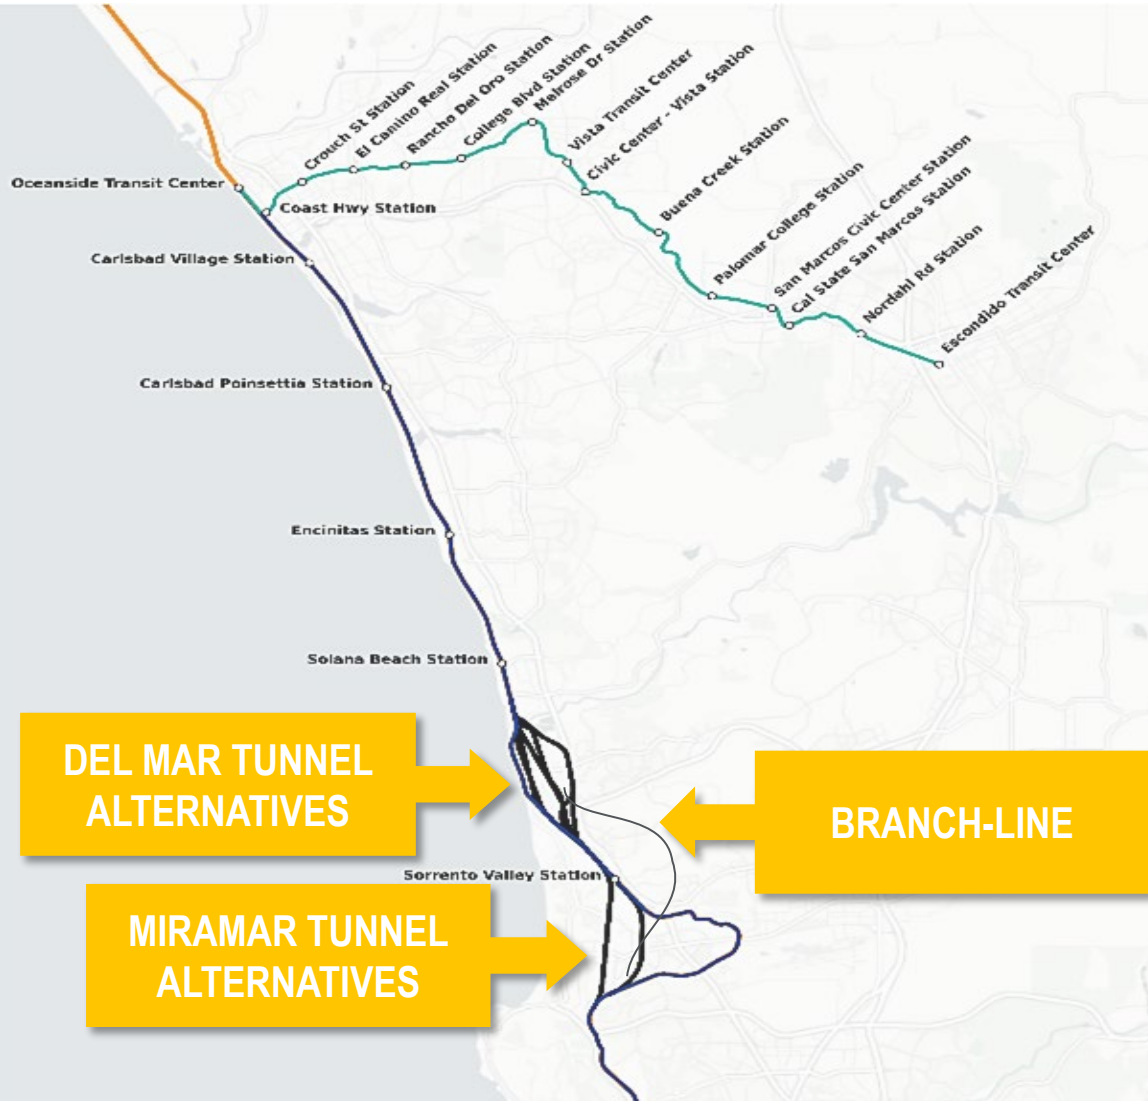 Crouch St Station
El Camino Real Station
Rancho Del Oro Station
College Blvd Station
Melrose Dr Station
Vista Transit Center
Civic Center - Vista Station
Buena Creek Station
Palomar College Station
San Marcos Civic Center Station
Cal State San Marcos Station
Nordahl Rd Station
Escondido Transit Center
Oceanside Transit Center
Coast Hwy Station
Carlsbad Village Station
Carlsbad Poinsettia Station
Encinitas Station
Solana Beach Station
DEL MAR TUNNEL
ALTERNATIVES
BRANCH-LINE
Sorrento Valley Station
MIRAMAR TUNNEL
ALTERNATIVES